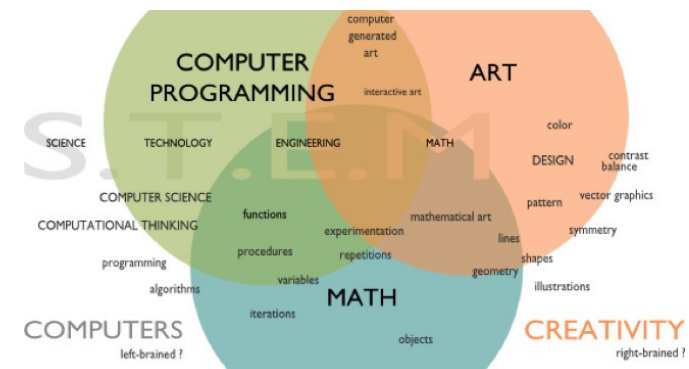 computer
generated
art
COMPUTER
PROGRAMMING
ART
interactive art
color
S.T.E.M
SCIENCE
TECHNOLOGY
ENGINEERING
MATH
DESIGN
contrast
balance
COMPUTER SCIENCE
pattern
vector graphics
functions
mathematical art
COMPUTATIONAL THINKING
experimentation
lines
symmetry
procedures
repetitions
shapes
programming
geometry
variables
algorithms
illustrations
MATH
iterations
COMPUTERS
left-brained ?
objects
CREATIVITY
right-brained ?